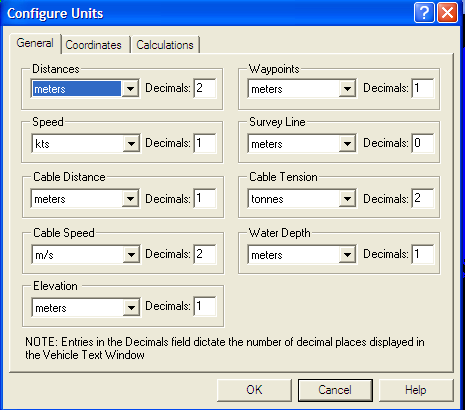 Configure Units
General Coordinates Calculations
Distances Waypoints
meters Decimals: 2 meters Decimals: 1
Speed Survey Line
kts Decimals: 1 meters Decimals: 0
Cable Distance Cable Tension
meters Decimals: 1 tonnes Decimals: 2
Cable Speed Water Depth
m/s Decimals: 2 meters Decimals: 1
Elevation
meters Decimals: 1
NOTE: Entries in the Decimals field dictate the number of decimal places displayed in
the Vehicle Text Window
OK Cancel Help